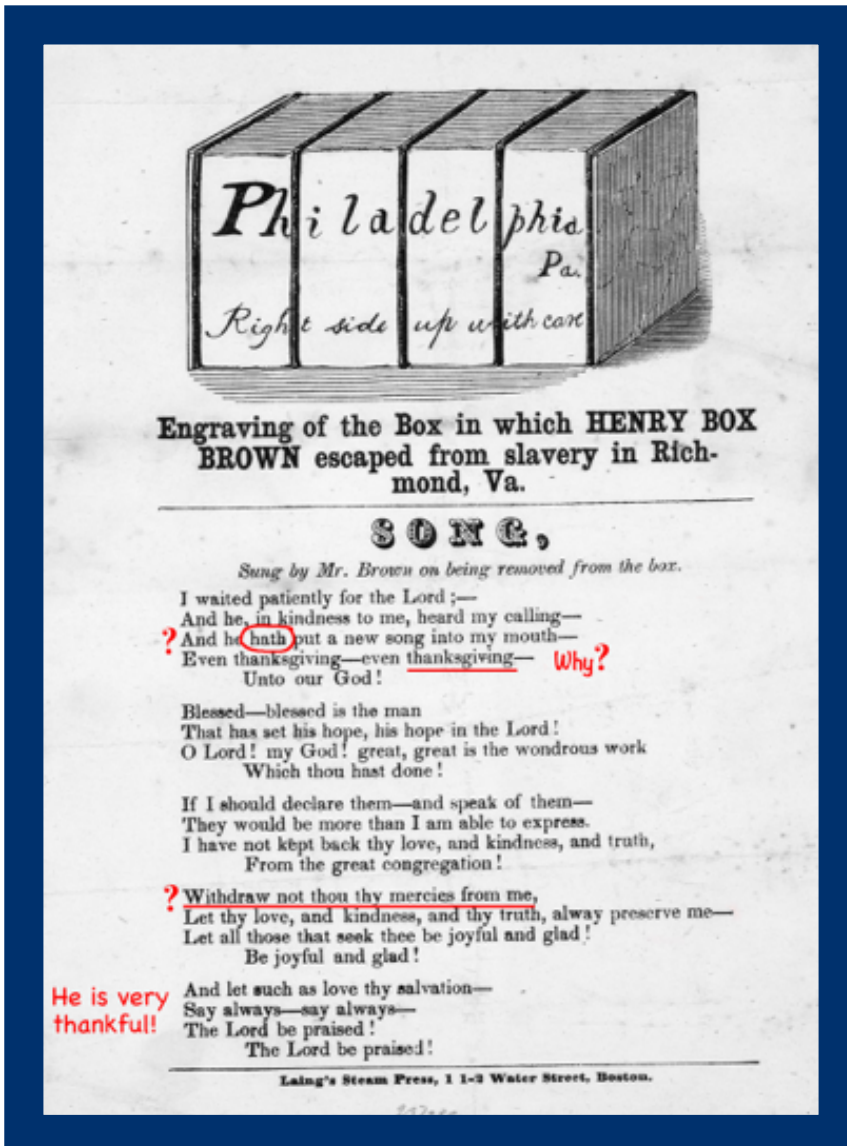 Philadelphia
Pa.
Right side up with care
Engraving of the Box in which HENRY BOX
BROWN escaped from slavery in Rich-
mond, Va.
SONG,
Sung by Mr. Brown on being removed from the box.
I waited patiently for the Lord ;—
And he, in kindness to me, heard my calling—
? And he hath put a new song into my mouth—
Even thanksgiving—even thanksgiving— Why?
Unto our God!
Blessed—blessed is the man
That has set his hope, his hope in the Lord!
O Lord! my God! great, great is the wondrous work
Which thou hast done!
If I should declare them—and speak of them—
They would be more than I am able to express.
I have not kept back thy love, and kindness, and truth,
From the great congregation!
? Withdraw not thou thy mercies from me,
Let thy love, and kindness, and thy truth, alway preserve me—
Let all those that seek thee be joyful and glad!
Be joyful and glad!
He is very
thankful!
And let such as love thy salvation—
Say always—say always—
The Lord be praised!
The Lord be praised!
Laing's Steam Press, 1 1-2 Water Street, Boston.